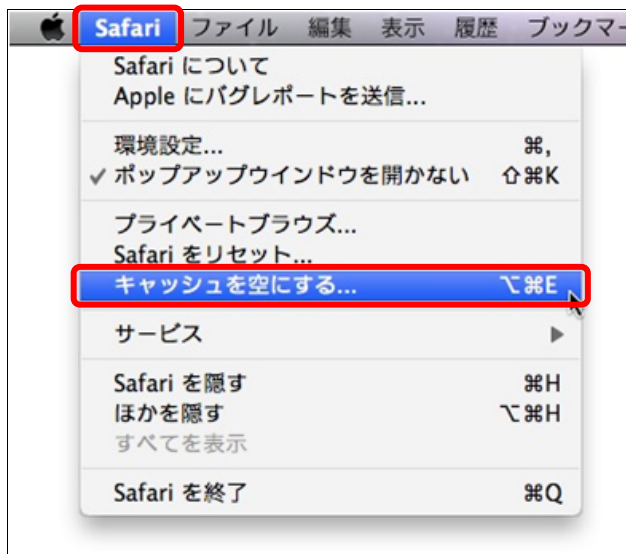 Safari ファイル 編集 表示 履歴 ブックマー
Safari について
Apple にバグレポートを送信...
環境設定... ⌘,
✓ ポップアップウインドウを開かない ⇧⌘K
プライベートブラウズ...
Safari をリセット...
キャッシュを空にする... ⌥⌘E
サービス ▶
Safari を隠す ⌘H
ほかを隠す ⌥⌘H
すべてを表示
Safari を終了 ⌘Q